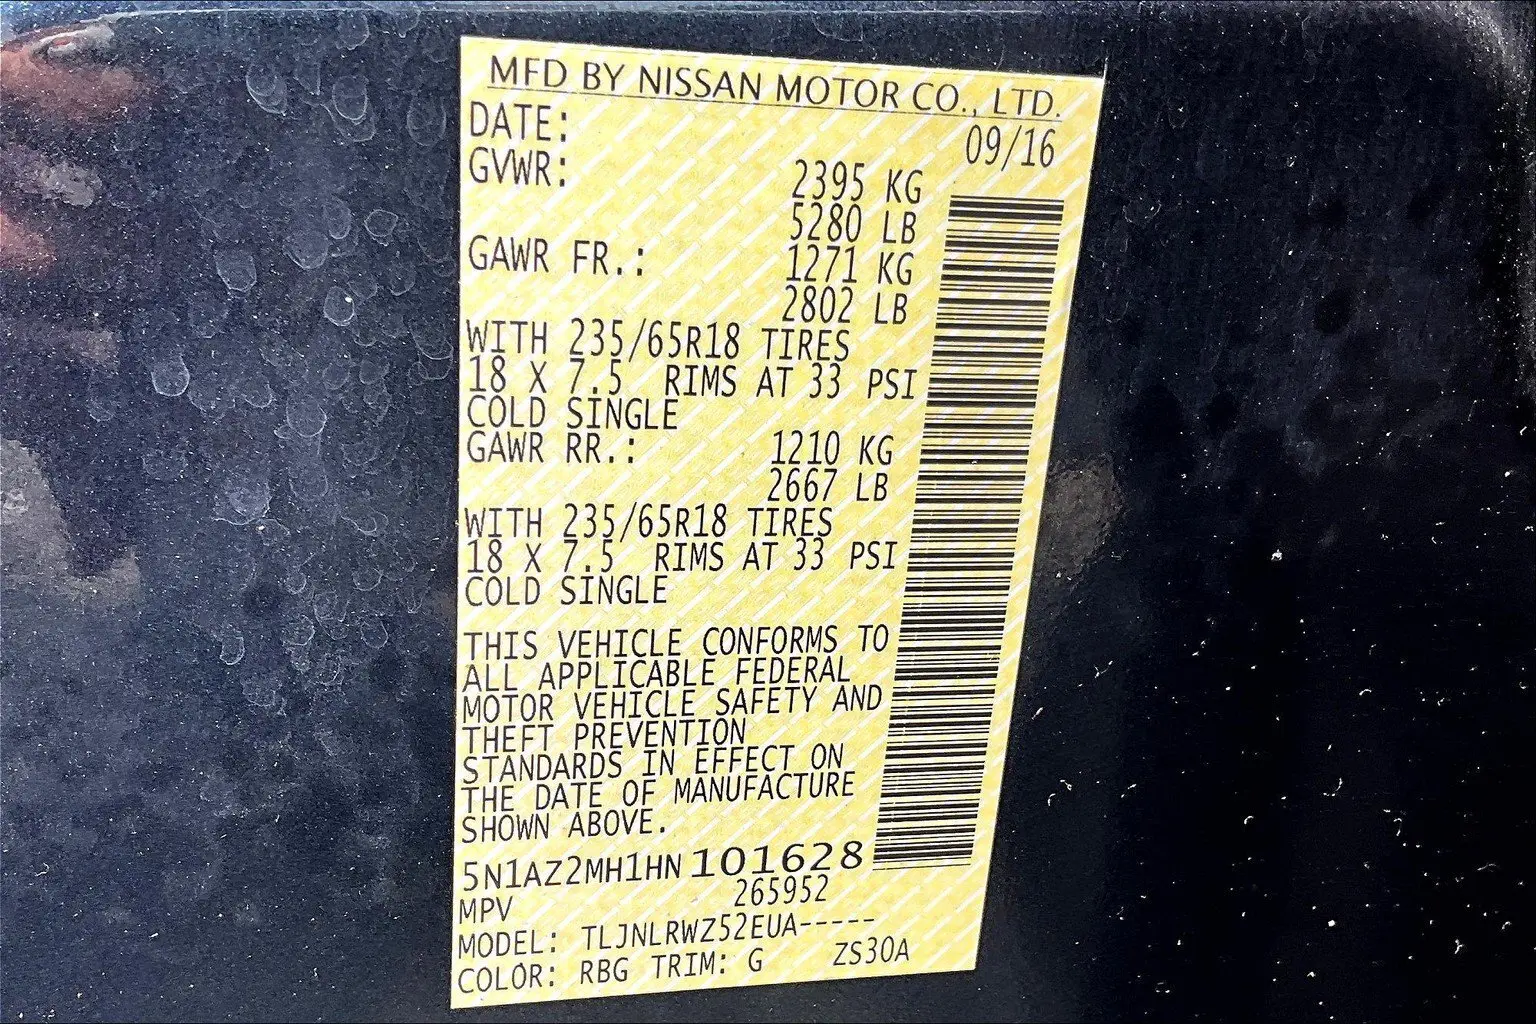 MFD BY NISSAN MOTOR CO., LTD.
DATE: 09/16
GVWR: 2395 KG
5280 LB
GAWR FR.: 1271 KG
2802 LB
WITH 235/65R18 TIRES
18 X 7.5 RIMS AT 33 PSI
COLD SINGLE
GAWR RR.: 1210 KG
2667 LB
WITH 235/65R18 TIRES
18 X 7.5 RIMS AT 33 PSI
COLD SINGLE
THIS VEHICLE CONFORMS TO
ALL APPLICABLE FEDERAL
MOTOR VEHICLE SAFETY AND
THEFT PREVENTION
STANDARDS IN EFFECT ON
THE DATE OF MANUFACTURE
SHOWN ABOVE.
5N1AZ2MH1HN101628
MPV 265952
MODEL: TLJNLRWZ52EUA-----
COLOR: RBG TRIM: G ZS30A